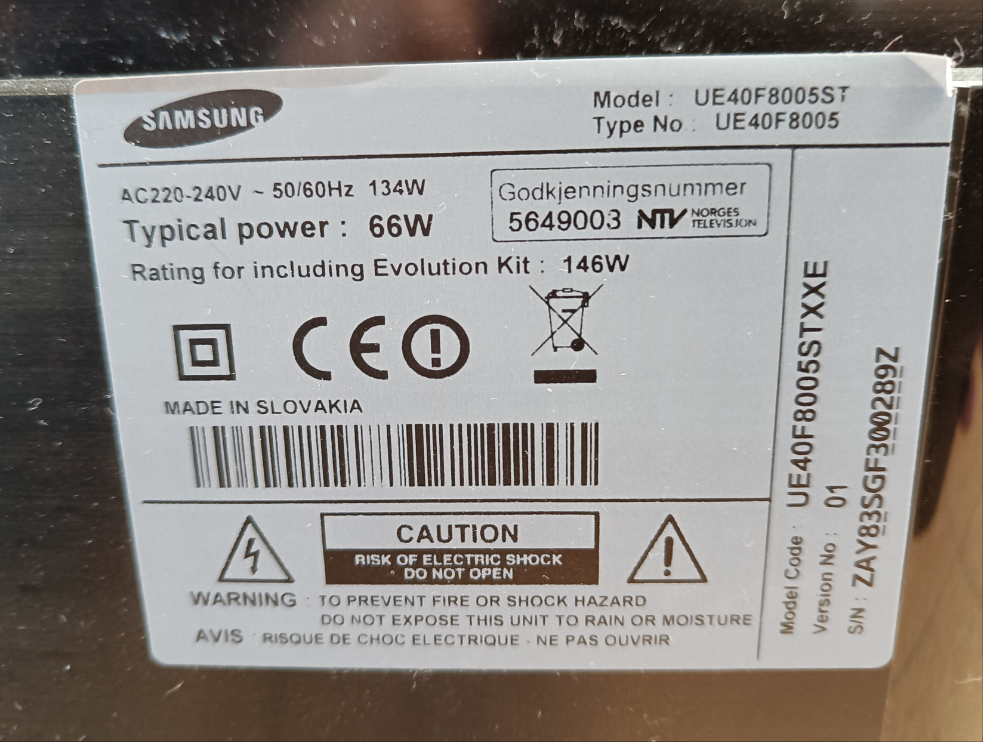 SAMSUNG
Model : UE40F8005ST
Type No : UE40F8005
AC220-240V ~ 50/60Hz 134W
Typical power : 66W
Godkjenningsnummer
5649003 NTV NORGES TELEVISJON
Rating for including Evolution Kit : 146W
CE
MADE IN SLOVAKIA
CAUTION
RISK OF ELECTRIC SHOCK
DO NOT OPEN
WARNING : TO PREVENT FIRE OR SHOCK HAZARD
DO NOT EXPOSE THIS UNIT TO RAIN OR MOISTURE
AVIS : RISQUE DE CHOC ELECTRIQUE - NE PAS OUVRIR
Model Code : UE40F8005STXXE
Version No : 01
S/N : ZAY83SGF300289Z